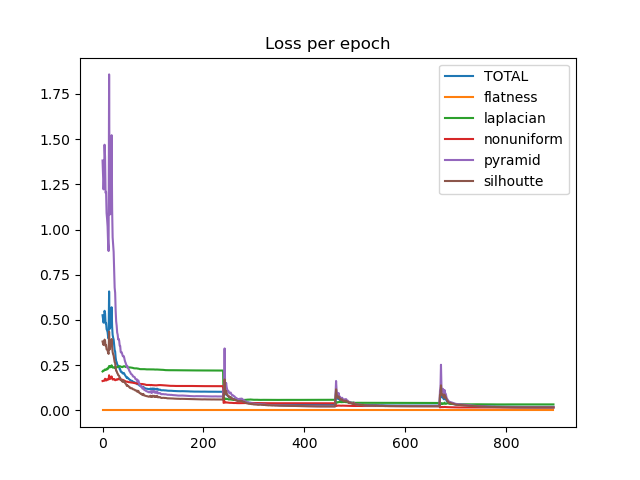 Loss per epoch
1.75
1.50
1.25
1.00
0.75
0.50
0.25
0.00
TOTAL
flatness
laplacian
nonuniform
pyramid
silhoutte
0 200 400 600 800